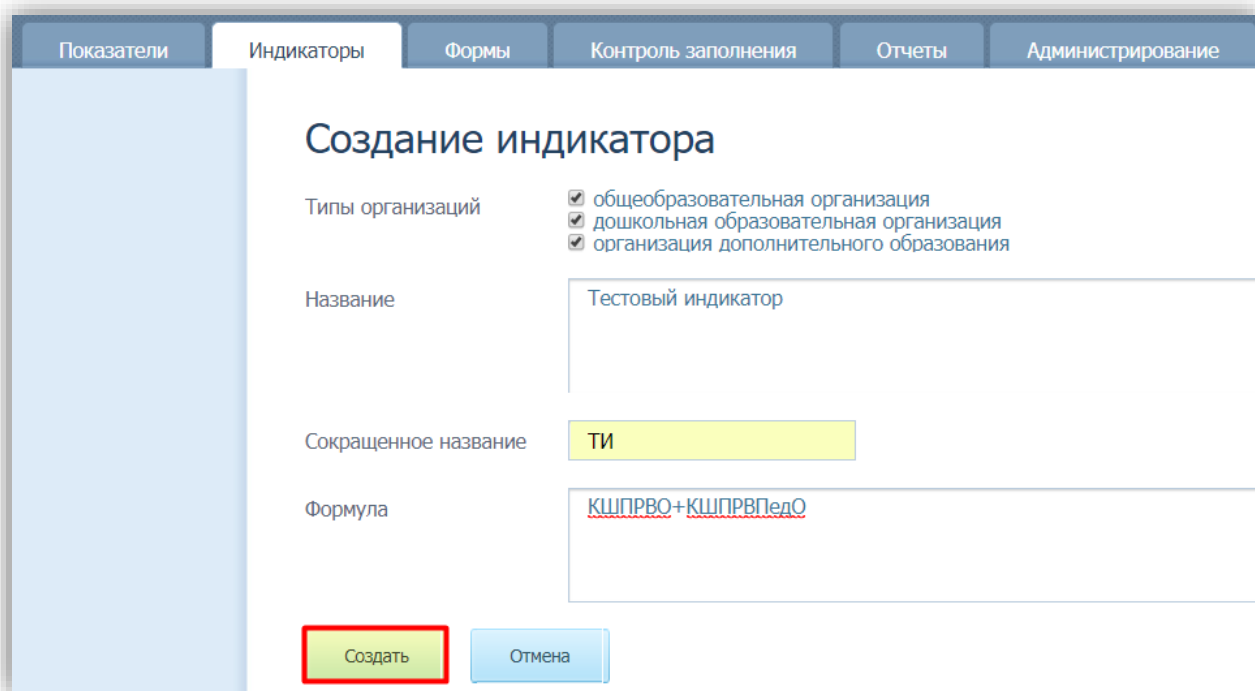 Показатели Индикаторы Формы Контроль заполнения Отчеты Администрирование
Создание индикатора
Типы организаций
общеобразовательная организация
дошкольная образовательная организация
организация дополнительного образования
Название Тестовый индикатор
Сокращенное название ТИ
Формула КШПРВО+КШПРВПедО
Создать Отмена